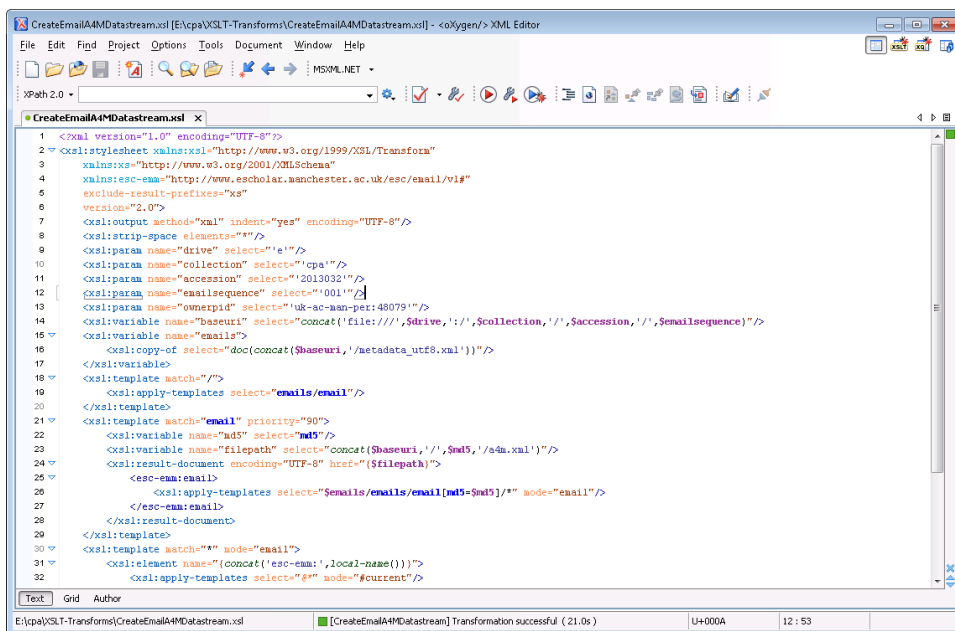 CreateEmailA4MDatastream.xsl [E:\cpa\XSLT-Transforms\CreateEmailA4MDatastream.xsl] - <oXygen/> XML Editor
File Edit Find Project Options Tools Document Window Help
MSXML.NET
XPath 2.0
CreateEmailA4MDatastream.xsl
1 <?xml version="1.0" encoding="UTF-8"?>
2 <xsl:stylesheet xmlns:xsl="http://www.w3.org/1999/XSL/Transform"
3 xmlns:xs="http://www.w3.org/2001/XMLSchema"
4 xmlns:esc-emm="http://www.escholar.manchester.ac.uk/esc/email/v1#"
5 exclude-result-prefixes="xs"
6 version="2.0">
7 <xsl:output method="xml" indent="yes" encoding="UTF-8"/>
8 <xsl:strip-space elements="*"/>
9 <xsl:param name="drive" select="'e'"/>
10 <xsl:param name="collection" select="'cpa'"/>
11 <xsl:param name="accession" select="'2013032'"/>
12 <xsl:param name="emailsequence" select="'001'"/>
13 <xsl:param name="ownerpid" select="'uk-ac-man-per:48079'"/>
14 <xsl:variable name="baseuri" select="concat('file:///',$drive,':/',$collection,'/',$accession,'/',$emailsequence)"/>
15 <xsl:variable name="emails">
16 <xsl:copy-of select="doc(concat($baseuri,'/metadata_utf8.xml'))"/>
17 </xsl:variable>
18 <xsl:template match="/">
19 <xsl:apply-templates select="emails/email"/>
20 </xsl:template>
21 <xsl:template match="email" priority="90">
22 <xsl:variable name="md5" select="md5"/>
23 <xsl:variable name="filepath" select="concat($baseuri,'/',$md5,'/a4m.xml')"/>
24 <xsl:result-document encoding="UTF-8" href="{$filepath}">
25 <esc-emm:email>
26 <xsl:apply-templates select="$emails/emails/email[md5=$md5]/*" mode="email"/>
27 </esc-emm:email>
28 </xsl:result-document>
29 </xsl:template>
30 <xsl:template match="*" mode="email">
31 <xsl:element name="{concat('esc-emm:',local-name())}">
32 <xsl:apply-templates select="@*" mode="#current"/>
Text Grid Author
E:\cpa\XSLT-Transforms\CreateEmailA4MDatastream.xsl [CreateEmailA4MDatastream] Transformation successful (21.0s) U+000A 12 : 53